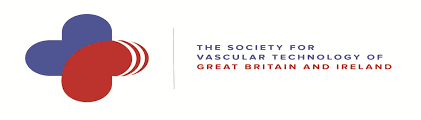 THE SOCIETY FOR
VASCULAR TECHNOLOGY OF
GREAT BRITAIN AND IRELAND